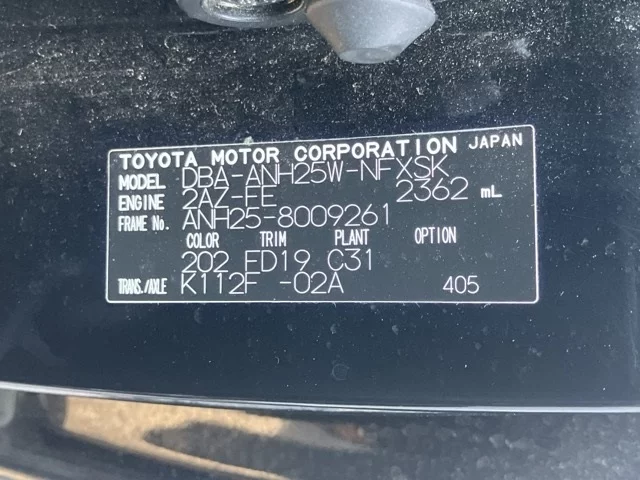 TOYOTA MOTOR CORPORATION JAPAN
MODEL DBA-ANH25W-NFXSK
ENGINE 2AZ-FE 2362 mL
FRAME No. ANH25-8009261
COLOR TRIM PLANT OPTION
202 FD19 C31
TRANS./AXLE K112F -02A 405